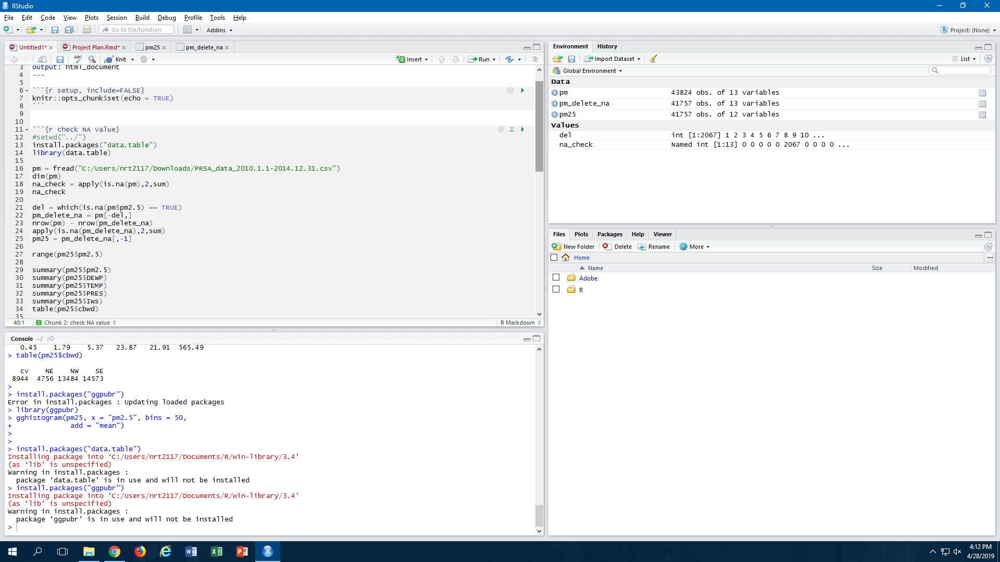 RStudio
File Edit Code View Plots Session Build Debug Profile Tools Help
Go to file/function Addins Project: (None)
Untitled1* Project Plan.Rmd* pm25 pm_delete_na
ABC Knit Insert Run
3 output: html_document
4 ---
5
6 ```{r setup, include=FALSE}
7 knitr::opts_chunk$set(echo = TRUE)
8 ```
9
10
11 ```{r check NA value}
12 #setwd("../")
13 install.packages("data.table")
14 library(data.table)
15
16 pm = fread("C:/Users/nrt2117/Downloads/PRSA_data_2010.1.1-2014.12.31.csv")
17 dim(pm)
18 na_check = apply(is.na(pm),2,sum)
19 na_check
20
21 del = which(is.na(pm$pm2.5) == TRUE)
22 pm_delete_na = pm[-del,]
23 nrow(pm) - nrow(pm_delete_na)
24 apply(is.na(pm_delete_na),2,sum)
25 pm25 = pm_delete_na[,-1]
26
27 range(pm25$pm2.5)
28
29 summary(pm25$pm2.5)
30 summary(pm25$DEWP)
31 summary(pm25$TEMP)
32 summary(pm25$PRES)
33 summary(pm25$Iws)
34 table(pm25$cbwd)
35
40:1 Chunk 2: check NA value R Markdown
Console ~/
0.45 1.79 5.37 23.87 21.91 565.49
> table(pm25$cbwd)
cv NE NW SE
8944 4756 13484 14573
>
> install.packages("ggpubr")
Error in install.packages : Updating loaded packages
> library(ggpubr)
> gghistogram(pm25, x = "pm2.5", bins = 50,
+ add = "mean")
>
>
> install.packages("data.table")
Installing package into ‘C:/Users/nrt2117/Documents/R/win-library/3.4’
(as ‘lib’ is unspecified)
Warning in install.packages :
package ‘data.table’ is in use and will not be installed
> install.packages("ggpubr")
Installing package into ‘C:/Users/nrt2117/Documents/R/win-library/3.4’
(as ‘lib’ is unspecified)
Warning in install.packages :
package ‘ggpubr’ is in use and will not be installed
>
Environment History
Import Dataset List
Global Environment
Data
pm 43824 obs. of 13 variables
pm_delete_na 41757 obs. of 13 variables
pm25 41757 obs. of 12 variables
Values
del int [1:2067] 1 2 3 4 5 6 7 8 9 10 ...
na_check Named int [1:13] 0 0 0 0 0 2067 0 0 0 0 ...
Files Plots Packages Help Viewer
New Folder Delete Rename More
Home ...
Name Size Modified
Adobe
R
4:12 PM
4/28/2019